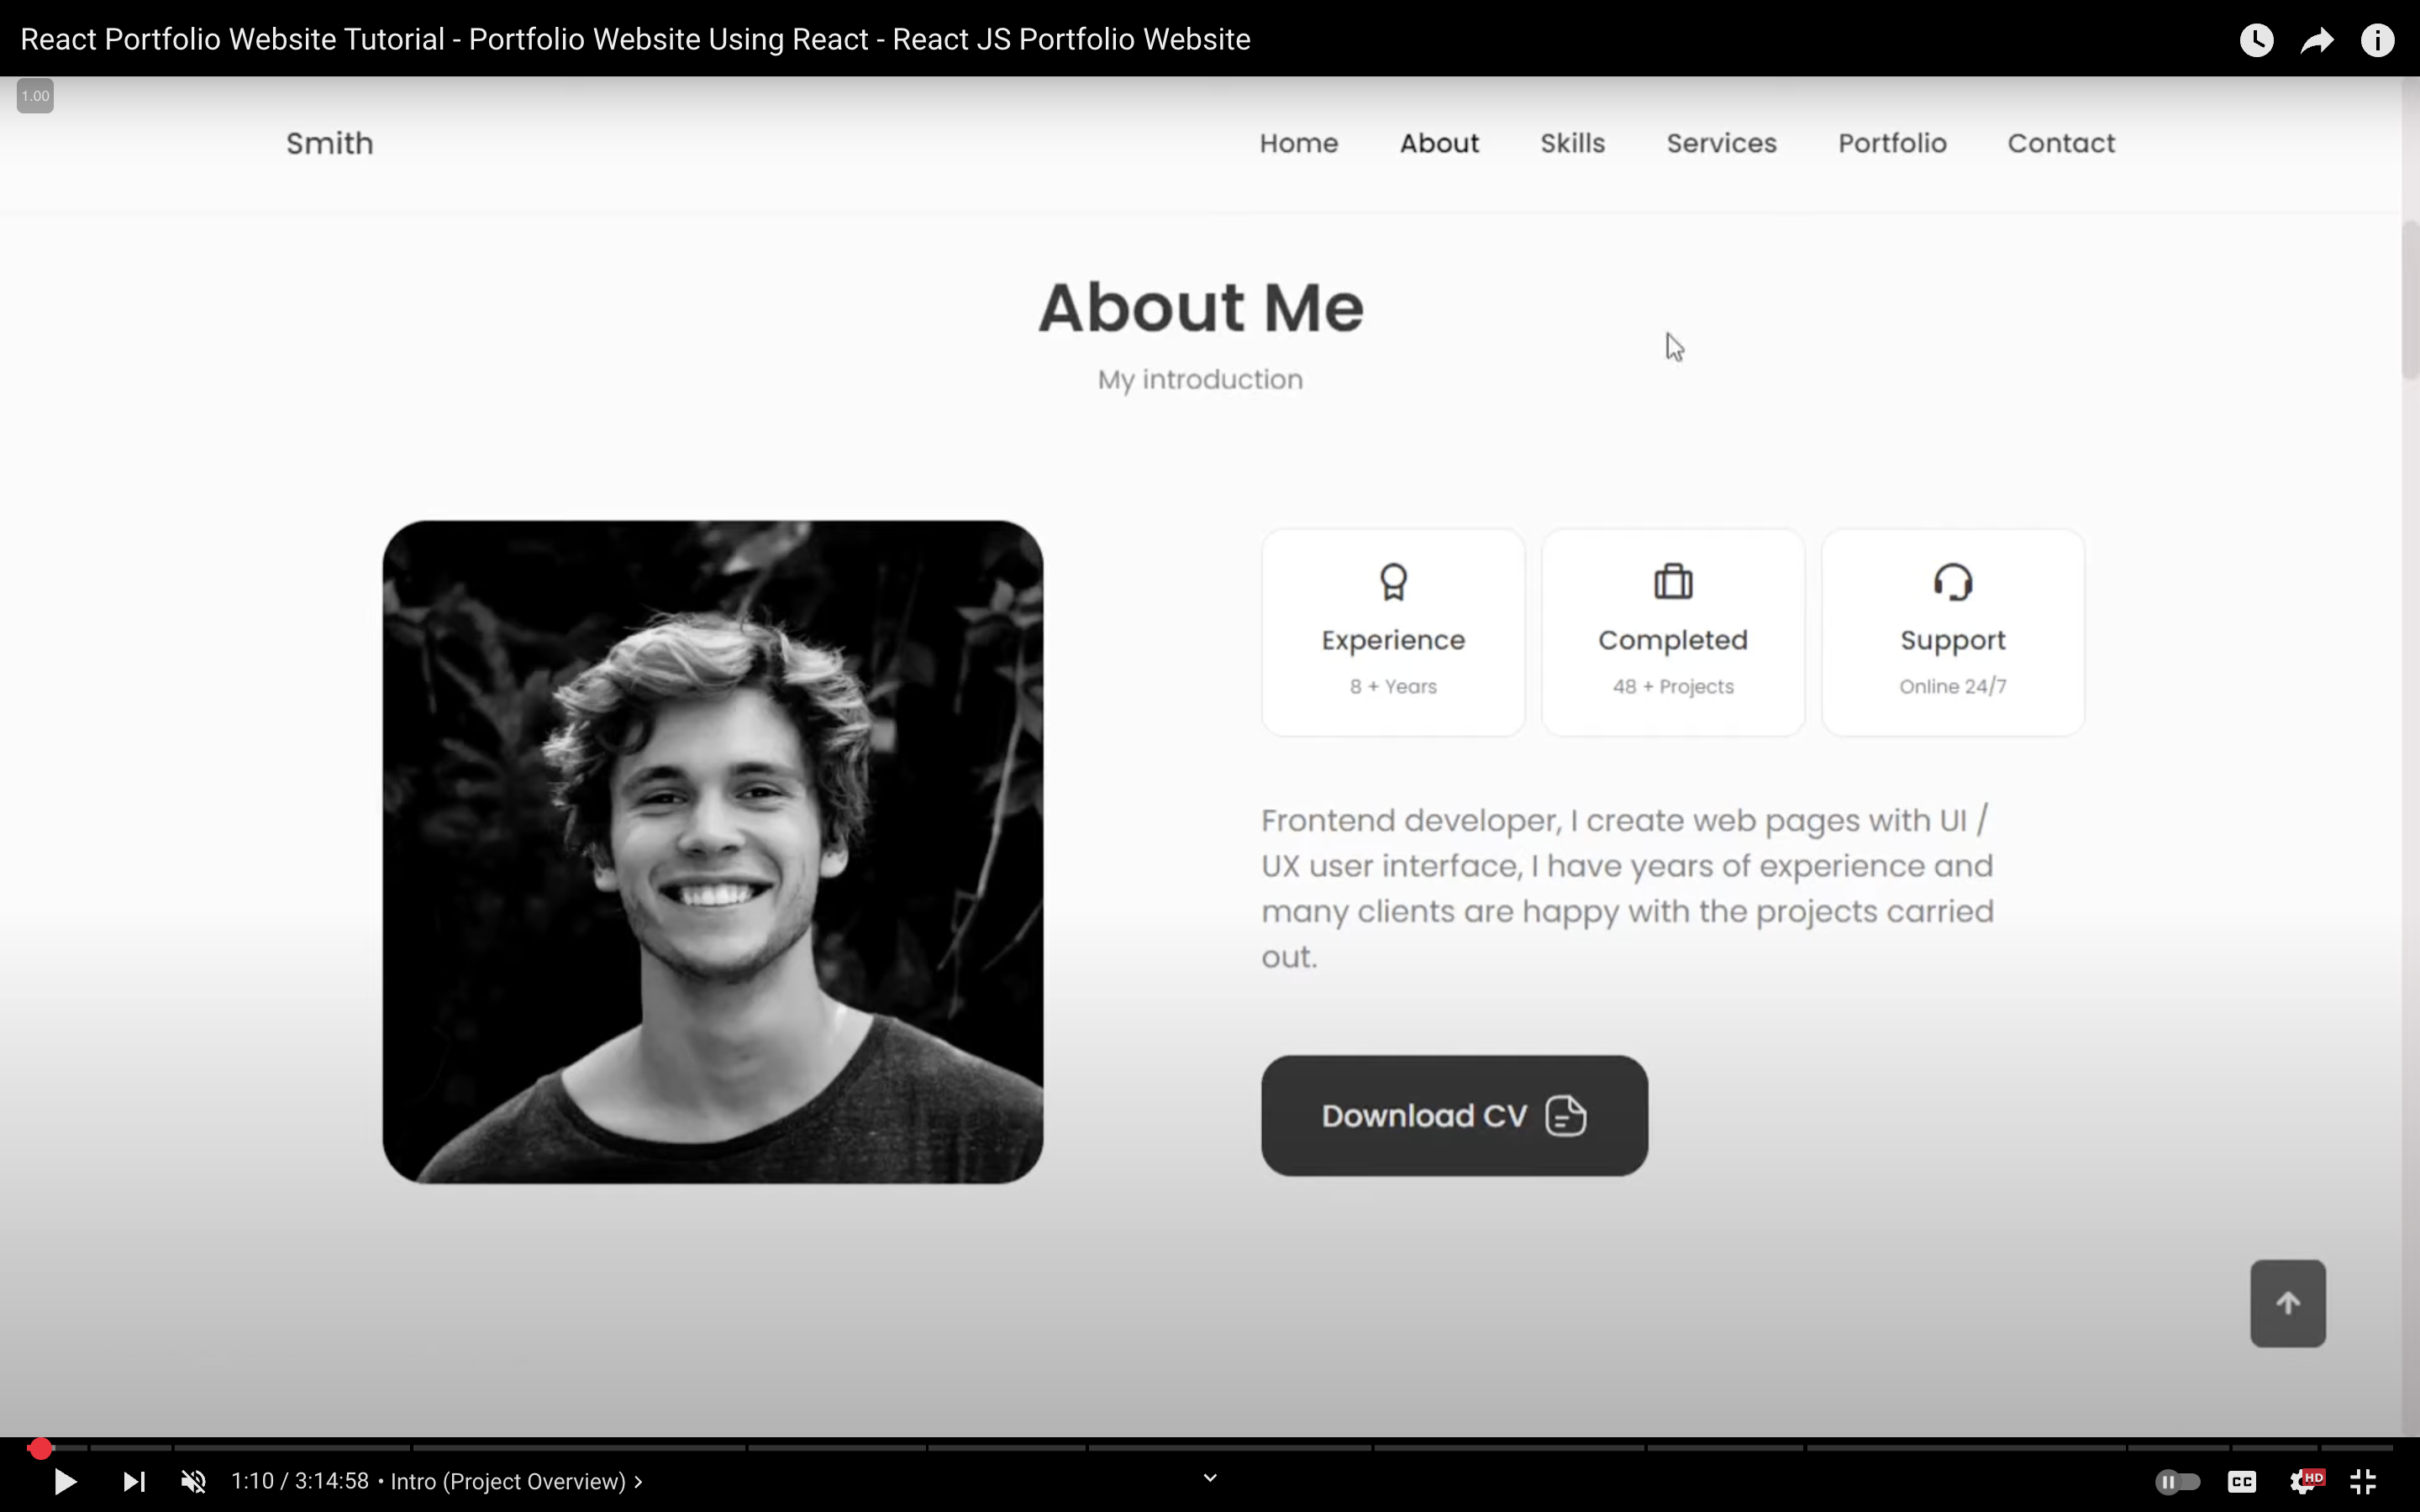 React Portfolio Website Tutorial - Portfolio Website Using React - React JS Portfolio Website
1.00
Smith
Home About Skills Services Portfolio Contact
About Me
My introduction
Experience
8 + Years
Completed
48 + Projects
Support
Online 24/7
Frontend developer, I create web pages with UI /
UX user interface, I have years of experience and
many clients are happy with the projects carried
out.
Download CV
1:10 / 3:14:58 • Intro (Project Overview) ›
CC
HD